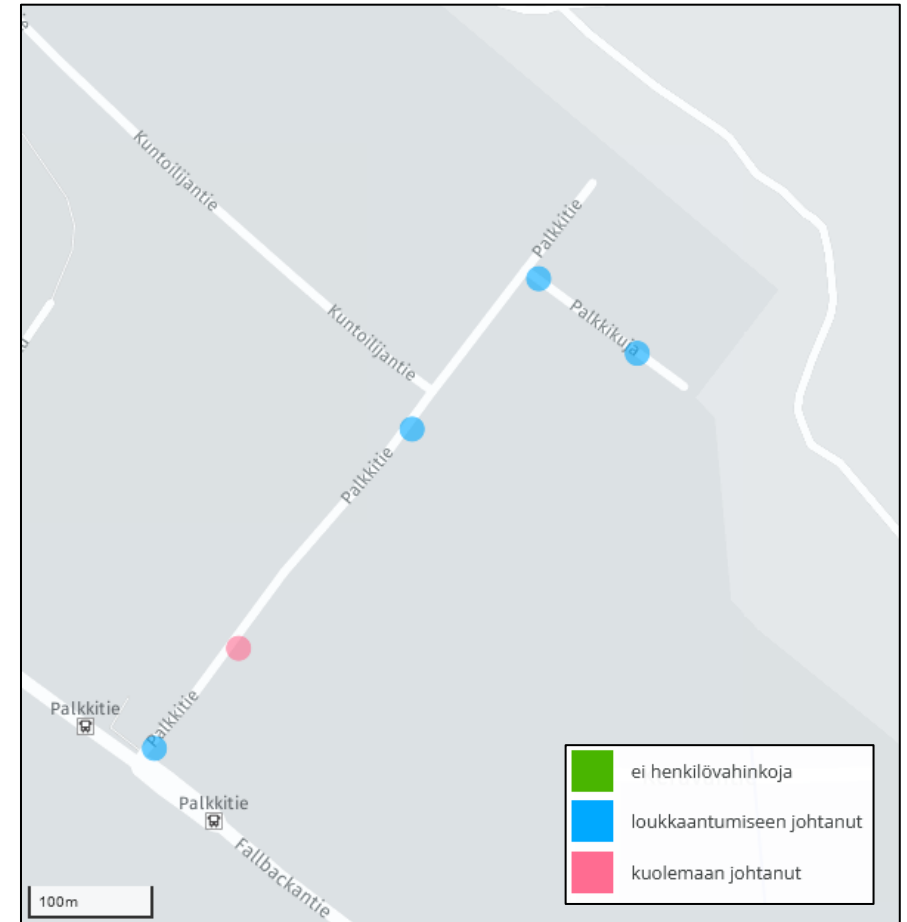 Kuntoilijantie
Palkkitie
Kuntoilijantie
Palkkikuja
Palkkitie
Palkkitie
Palkkitie
Palkkitie
Fallbackantie
ei henkilövahinkoja
loukkaantumiseen johtanut
kuolemaan johtanut
100m